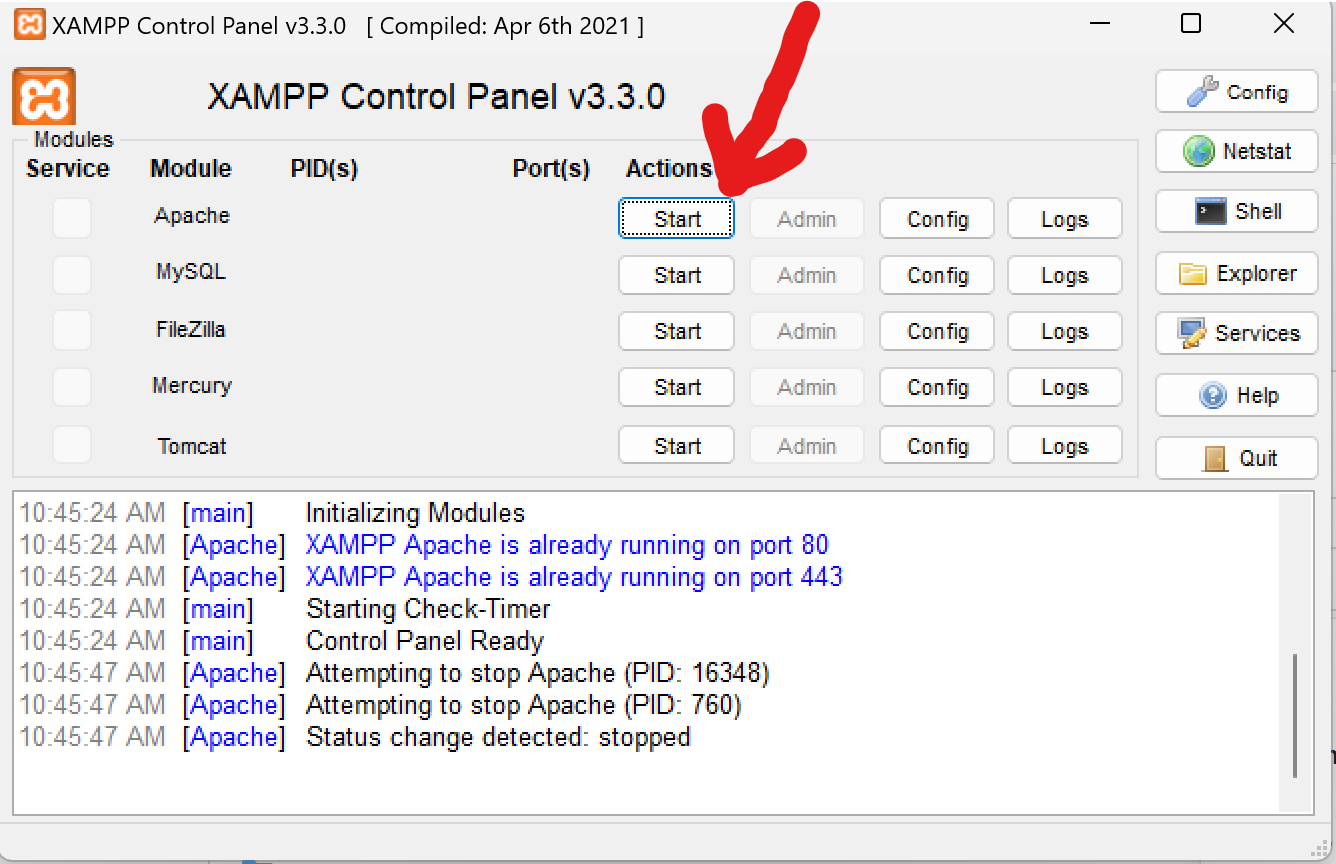 XAMPP Control Panel v3.3.0 [ Compiled: Apr 6th 2021 ]
XAMPP Control Panel v3.3.0
Config
Modules
Service Module PID(s) Port(s) Actions
Netstat
Apache Start Admin Config Logs
Shell
MySQL Start Admin Config Logs
Explorer
FileZilla Start Admin Config Logs
Services
Mercury Start Admin Config Logs
Help
Tomcat Start Admin Config Logs
Quit
10:45:24 AM [main] Initializing Modules
10:45:24 AM [Apache] XAMPP Apache is already running on port 80
10:45:24 AM [Apache] XAMPP Apache is already running on port 443
10:45:24 AM [main] Starting Check-Timer
10:45:24 AM [main] Control Panel Ready
10:45:47 AM [Apache] Attempting to stop Apache (PID: 16348)
10:45:47 AM [Apache] Attempting to stop Apache (PID: 760)
10:45:47 AM [Apache] Status change detected: stopped